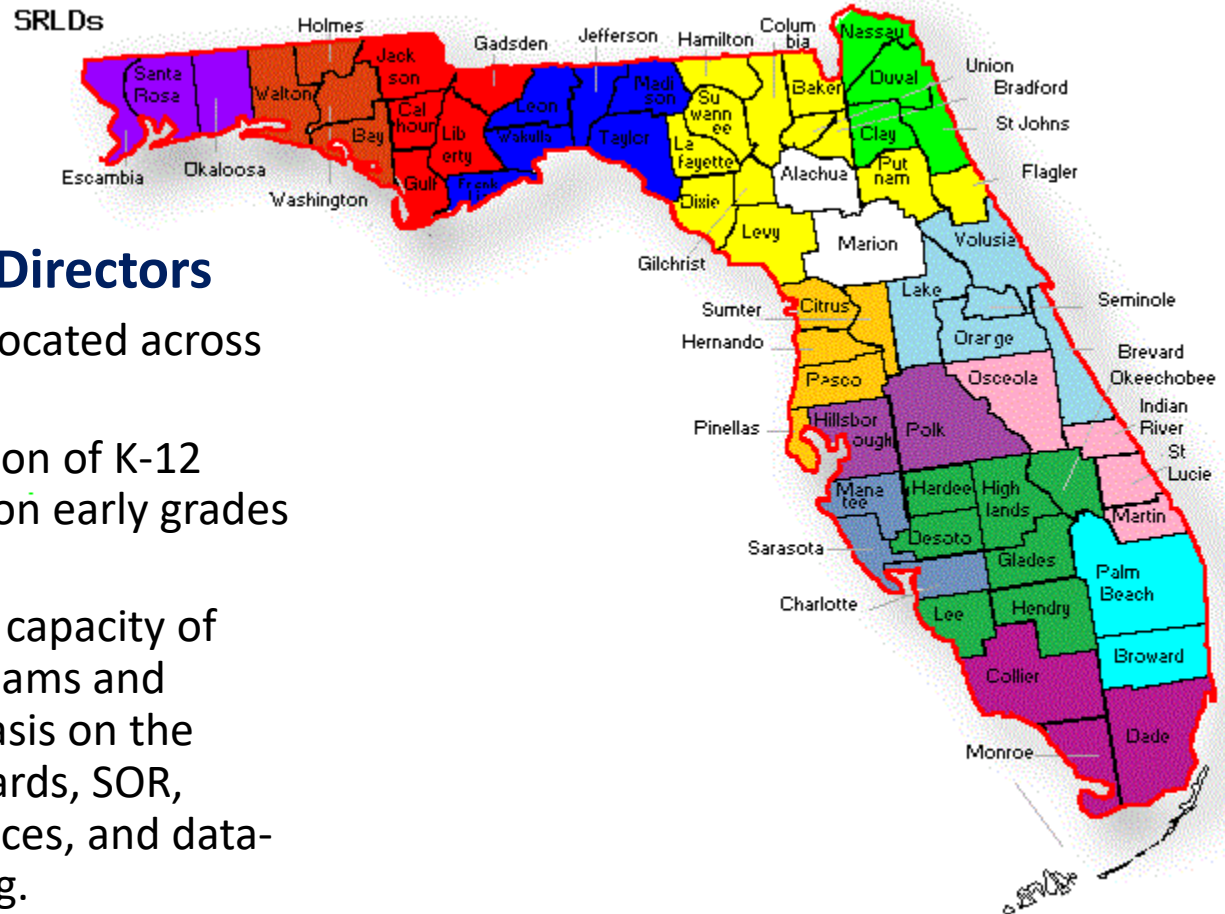 SRLDs
Holmes
Gadsden
Jefferson
Hamilton
Colum
bia
Nassau
Union
Bradford
St Johns
Flagler
Santa
Rosa
Walton
Jack
son
Cal
houn
Lib
erty
Bay
Gulf
Leon
Wakulla
Madi
son
Taylor
Su
wann
ee
La
fayette
Dixie
Baker
Duval
Clay
Put
nam
Alachua
Levy
Marion
Escambia
Okaloosa
Washington
Gilchrist
Volusia
Directors
ocated across
on of K-12
on early grades
capacity of
ams and
asis on the
ards, SOR,
ces, and data-
g.
Sumter
Hernando
Pinellas
Citrus
Pasco
Lake
Orange
Seminole
Brevard
Okeechobee
Indian
River
St
Lucie
Osceola
Hillsbor
ough
Polk
Mana
tee
Hardee
High
lands
Desoto
Martin
Sarasota
Charlotte
Glades
Palm
Beach
Lee
Hendry
Broward
Collier
Monroe
Dade